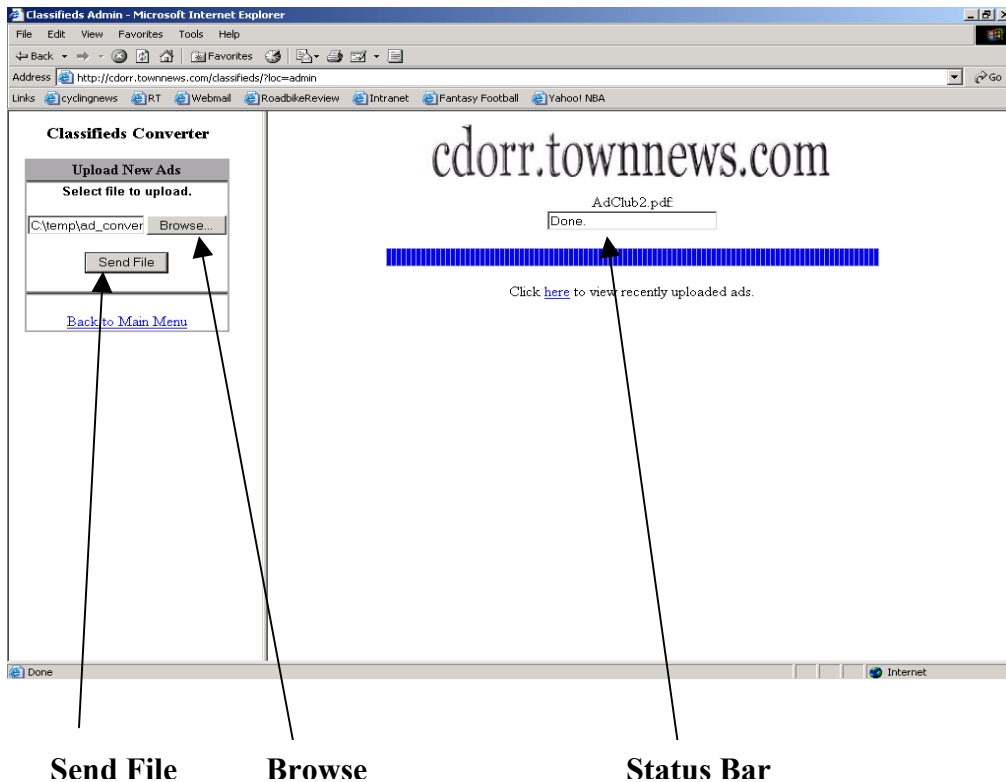 Classifieds Admin - Microsoft Internet Explorer
File Edit View Favorites Tools Help
Back Favorites
Address http://cdorr.townnews.com/classifieds/?loc=admin Go
Links cyclingnews RT Webmail RoadbikeReview Intranet Fantasy Football Yahoo! NBA
Classifieds Converter
Upload New Ads
Select file to upload.
C:\temp\ad_conver Browse...
Send File
Back to Main Menu
cdorr.townnews.com
AdClub2.pdf:
Done.
Click here to view recently uploaded ads.
Done Internet
Send File Browse Status Bar